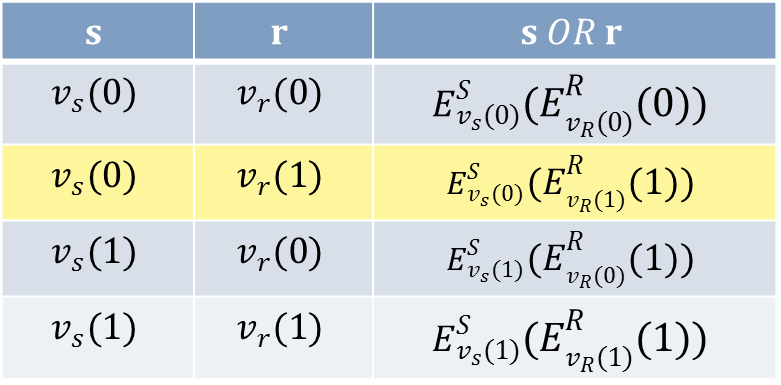 s r s OR r
v_s(0) v_r(0) E^S_{v_s(0)}(E^R_{v_R(0)}(0))
v_s(0) v_r(1) E^S_{v_s(0)}(E^R_{v_R(1)}(1))
v_s(1) v_r(0) E^S_{v_s(1)}(E^R_{v_R(0)}(1))
v_s(1) v_r(1) E^S_{v_s(1)}(E^R_{v_R(1)}(1))